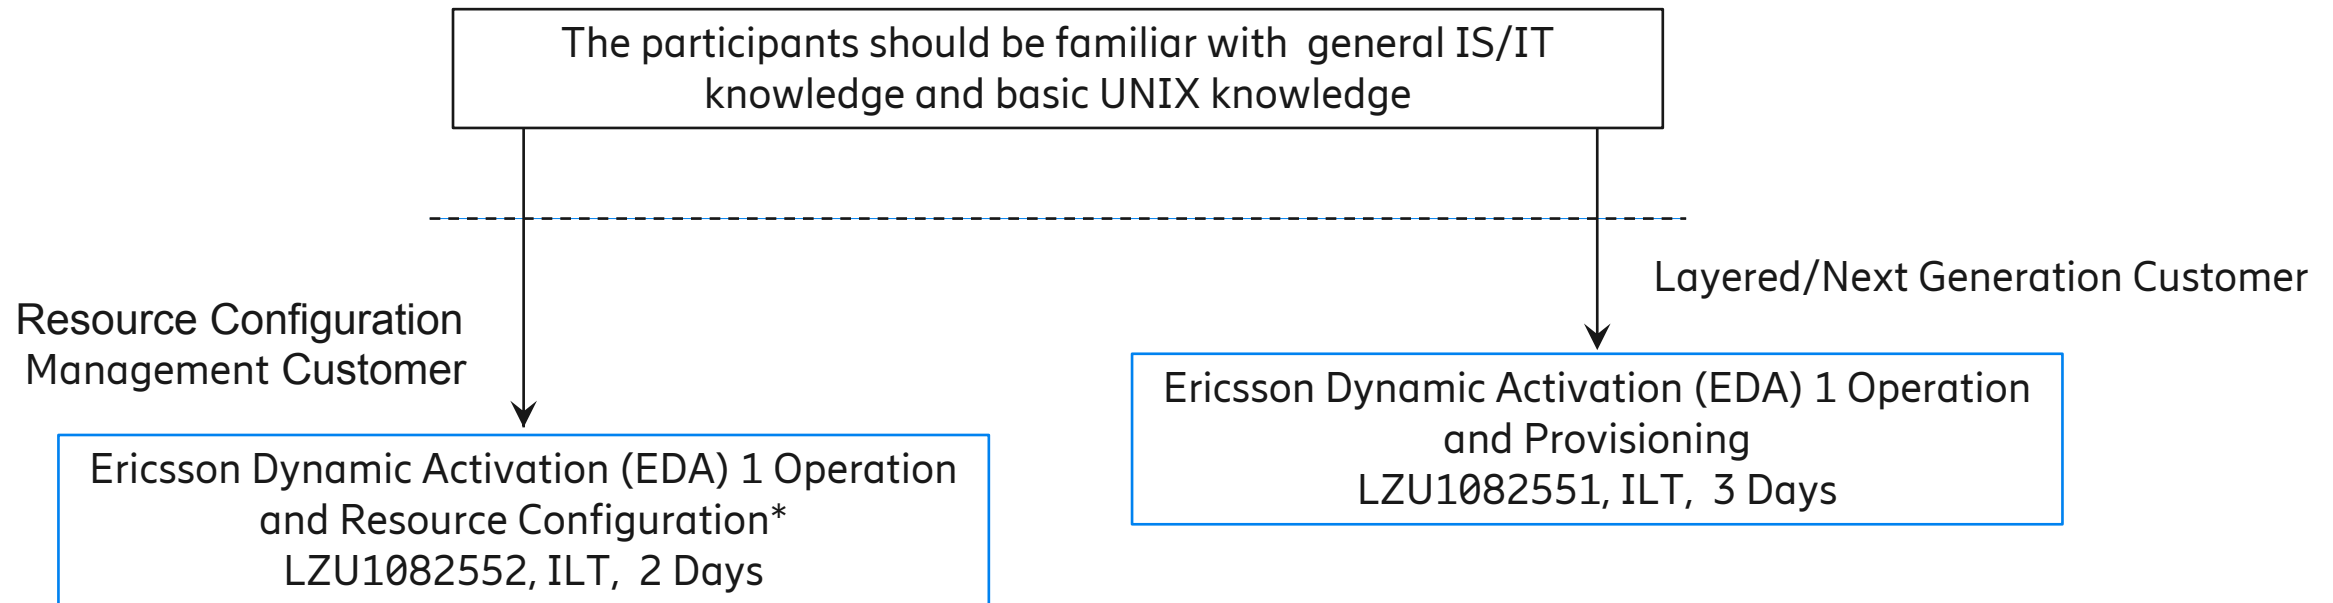 The participants should be familiar with general IS/IT
knowledge and basic UNIX knowledge
Layered/Next Generation Customer
Resource Configuration
Management Customer
Ericsson Dynamic Activation (EDA) 1 Operation
and Provisioning
LZU1082551, ILT, 3 Days
Ericsson Dynamic Activation (EDA) 1 Operation
and Resource Configuration*
LZU1082552, ILT, 2 Days